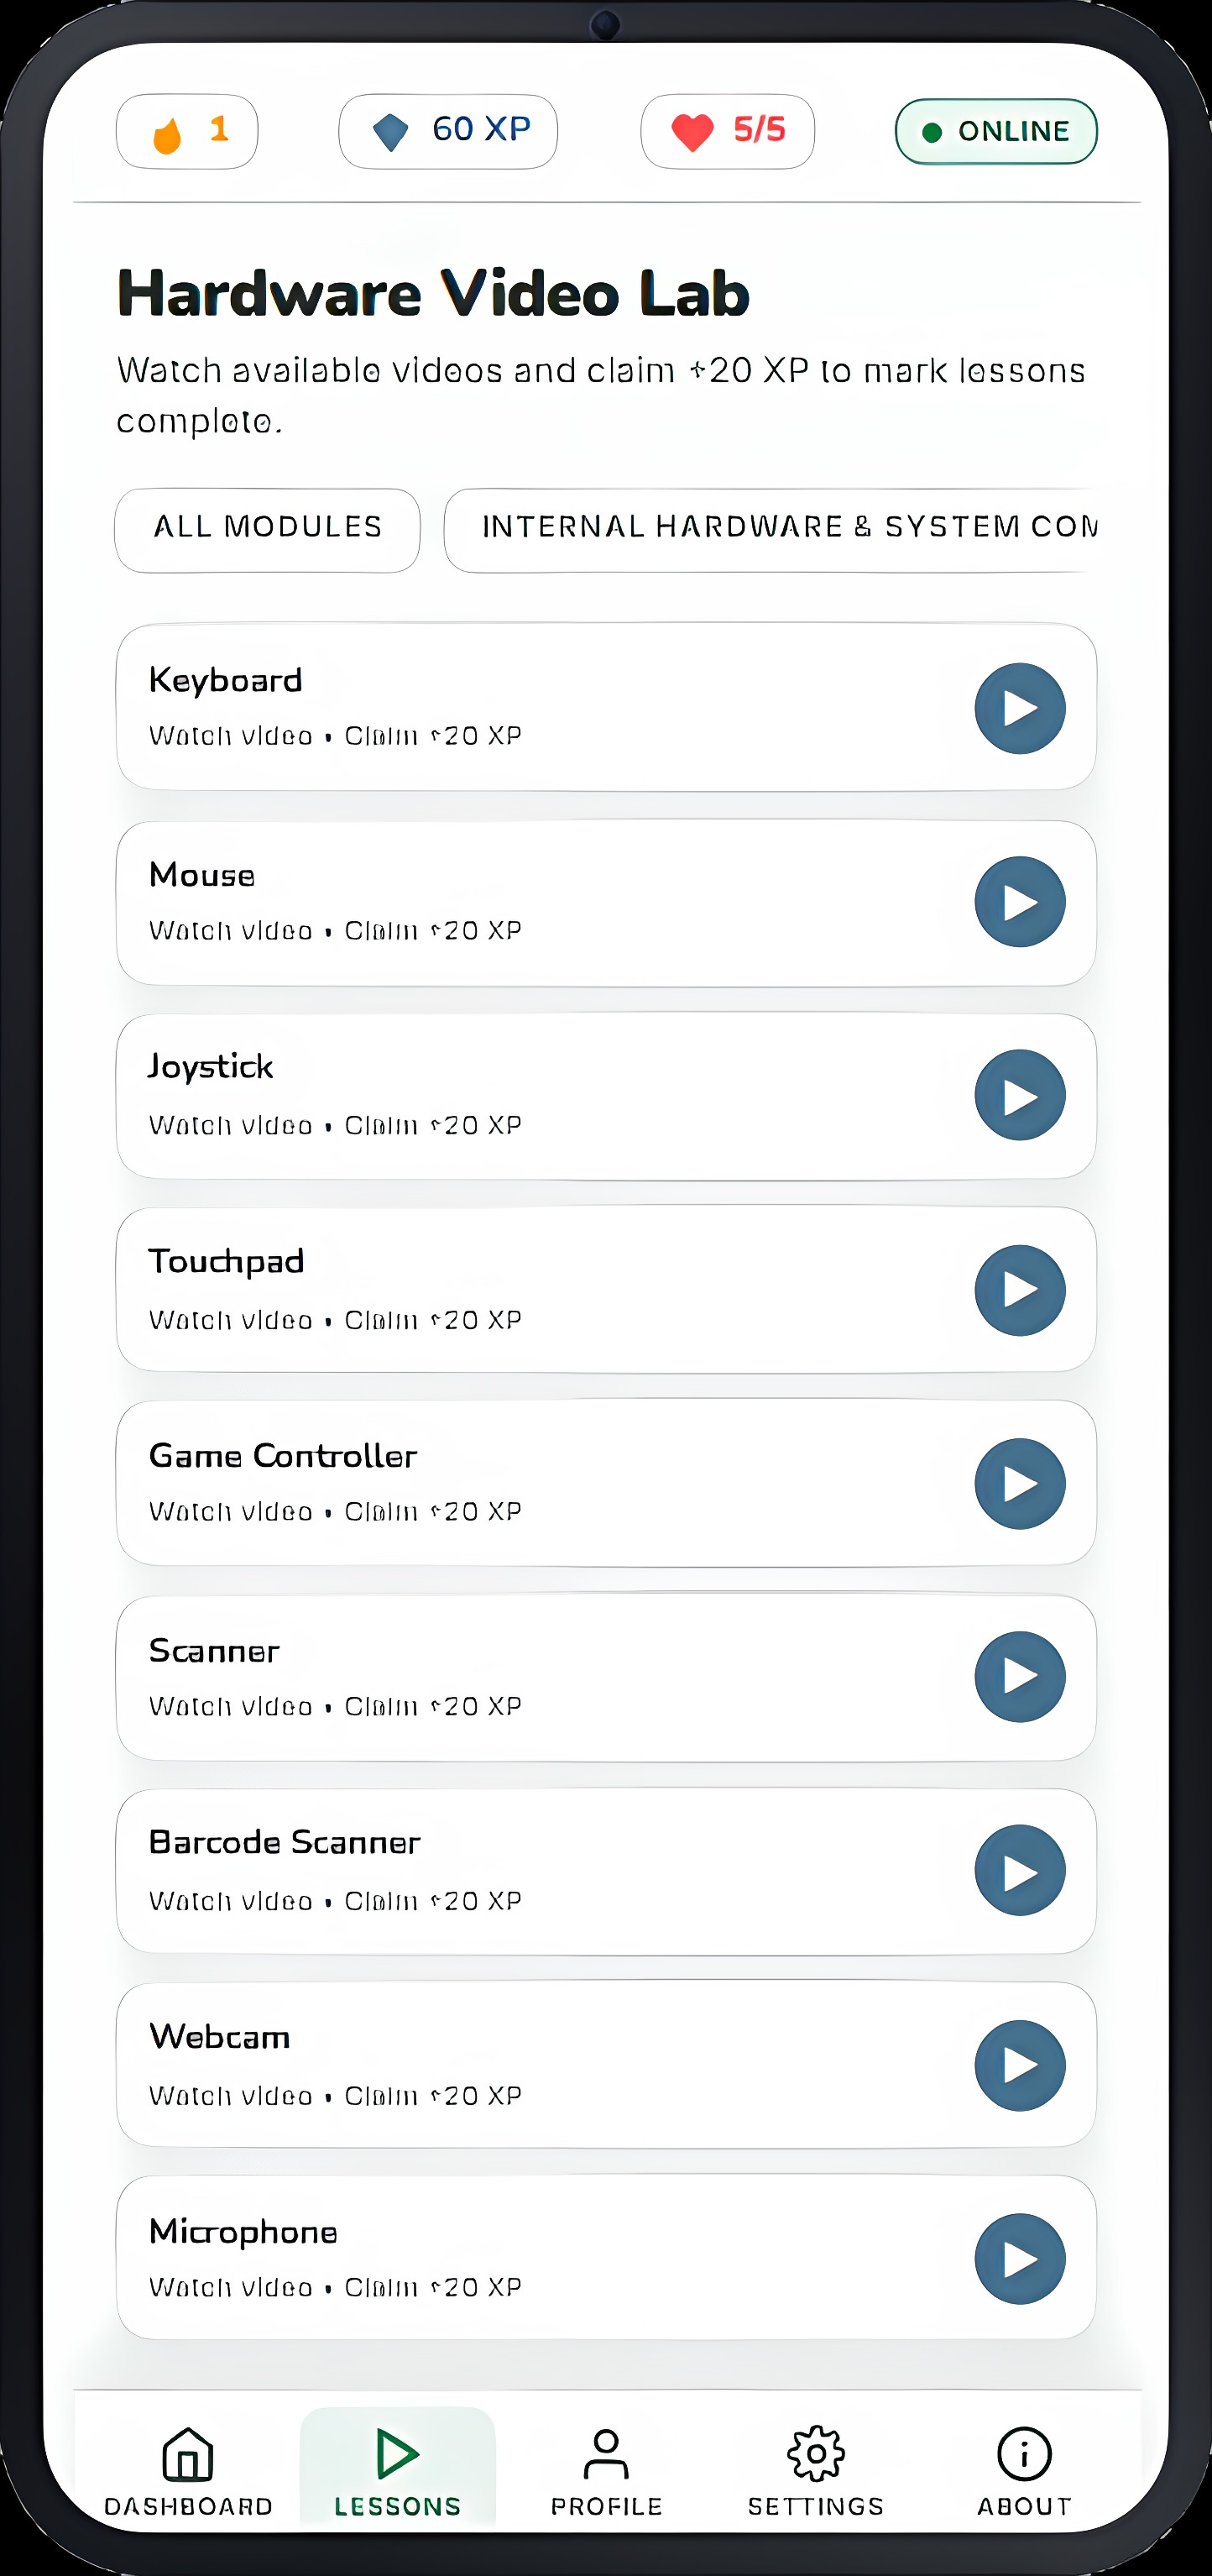 1
60 XP
5/5
ONLINE
Hardware Video Lab
Watch available videos and claim +20 XP to mark lessons
complete.
ALL MODULES
INTERNAL HARDWARE & SYSTEM COM
Keyboard
Watch video • Claim +20 XP
Mouse
Watch video • Claim +20 XP
Joystick
Watch video • Claim +20 XP
Touchpad
Watch video • Claim +20 XP
Game Controller
Watch video • Claim +20 XP
Scanner
Watch video • Claim +20 XP
Barcode Scanner
Watch video • Claim +20 XP
Webcam
Watch video • Claim +20 XP
Microphone
Watch video • Claim +20 XP
DASHBOARD
LESSONS
PROFILE
SETTINGS
ABOUT